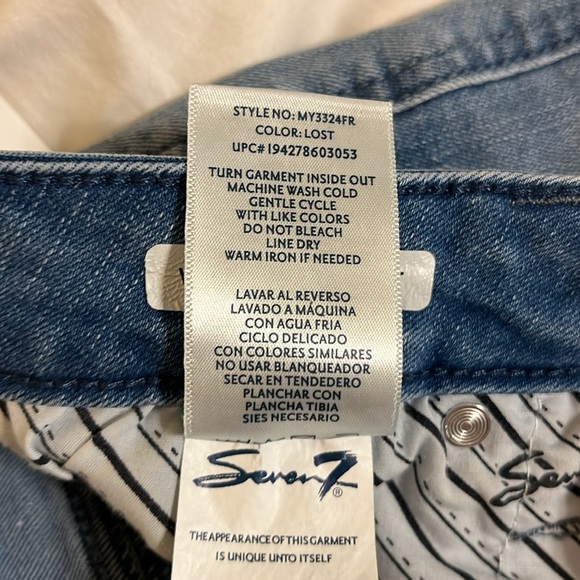 STYLE NO: MY3324FR
COLOR: LOST
UPC#194278603053
TURN GARMENT INSIDE OUT
MACHINE WASH COLD
GENTLE CYCLE
WITH LIKE COLORS
DO NOT BLEACH
LINE DRY
WARM IRON IF NEEDED
LAVAR AL REVERSO
LAVADO A MÁQUINA
CON AGUA FRIA
CICLO DELICADO
CON COLORES SIMILARES
NO USAR BLANQUEADOR
SECAR EN TENDEDERO
PLANCHAR CON
PLANCHA TIBIA
SIES NECESARIO
Seven7®
THE APPEARANCE OF THIS GARMENT
IS UNIQUE UNTO ITSELF